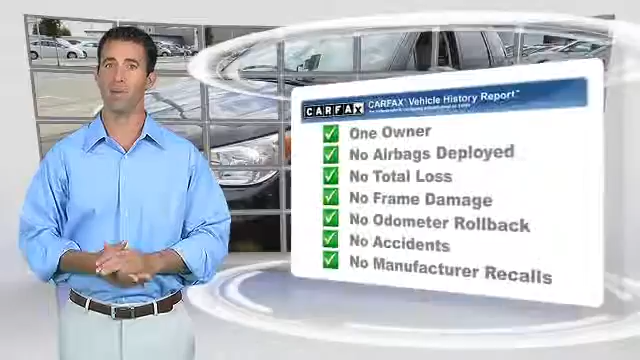 CARFAX CARFAX Vehicle History Report™
One Owner
No Airbags Deployed
No Total Loss
No Frame Damage
No Odometer Rollback
No Accidents
No Manufacturer Recalls